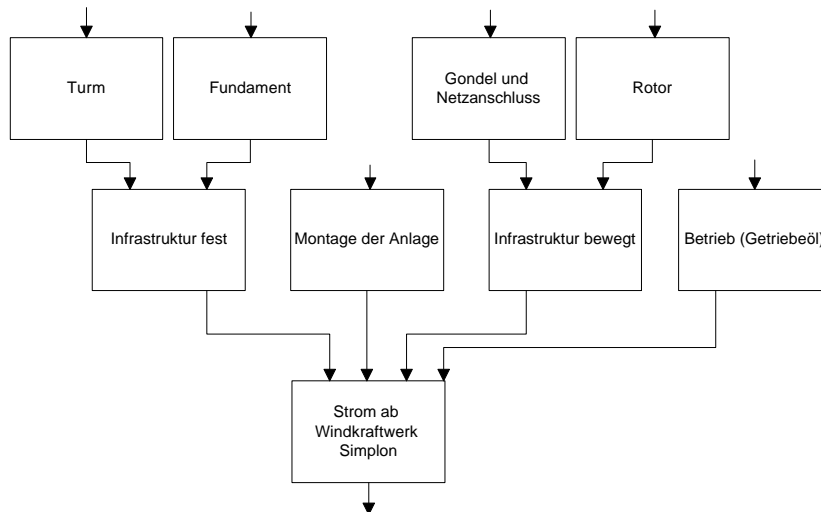 Turm
Fundament
Gondel und
Netzanschluss
Rotor
Infrastruktur fest
Montage der Anlage
Infrastruktur bewegt
Betrieb (Getriebeöl)
Strom ab
Windkraftwerk
Simplon